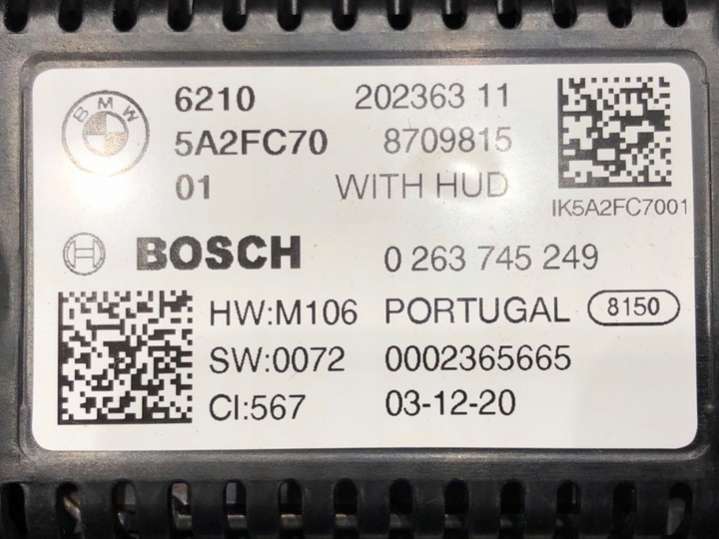 BMW
6210 202363 11
5A2FC70 8709815
01 WITH HUD
IK5A2FC7001
BOSCH 0 263 745 249
HW:M106 PORTUGAL 8150
SW:0072 0002365665
CI:567 03-12-20